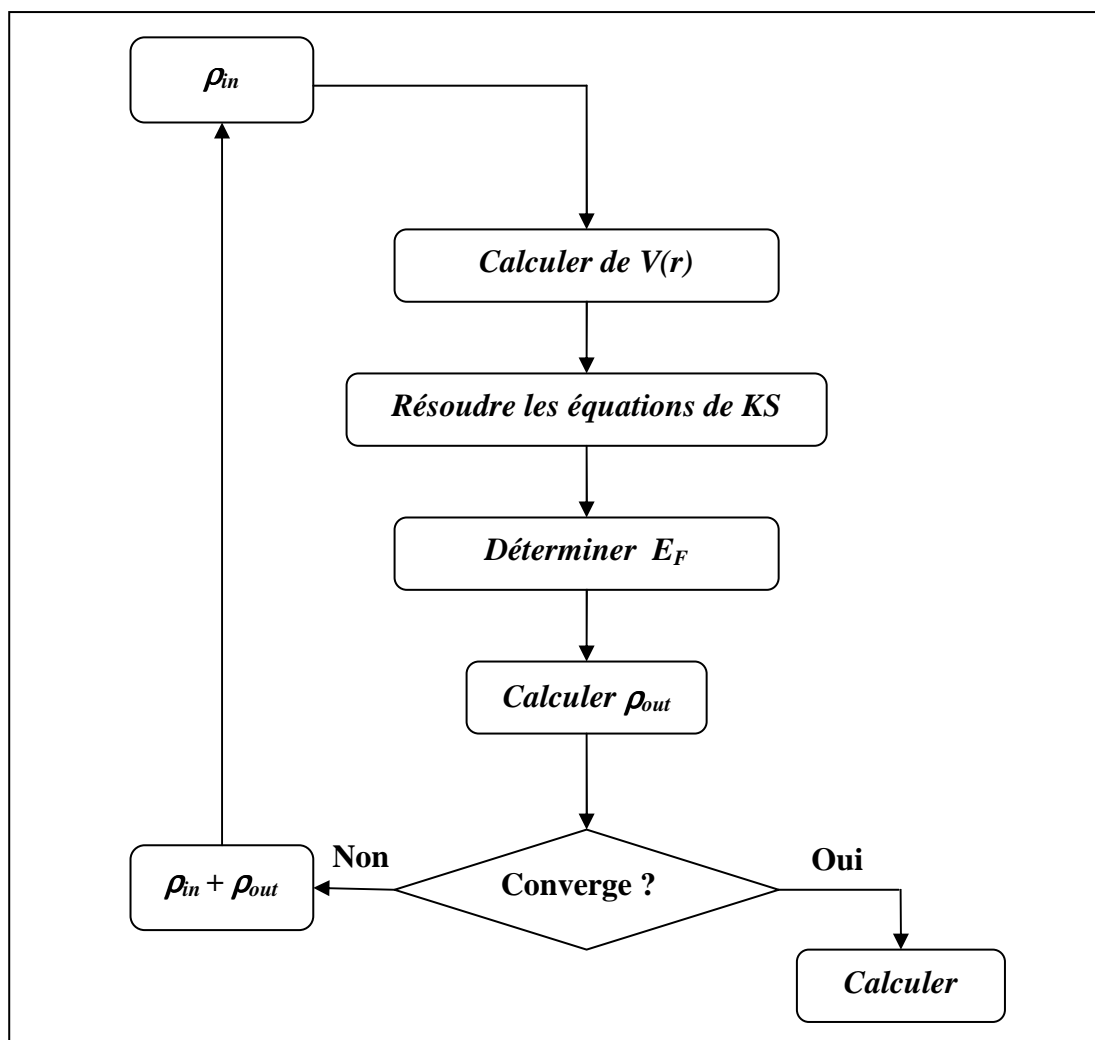 ρin
Calculer de V(r)
Résoudre les équations de KS
Déterminer EF
Calculer ρout
Non
Oui
ρin + ρout
Converge ?
Calculer